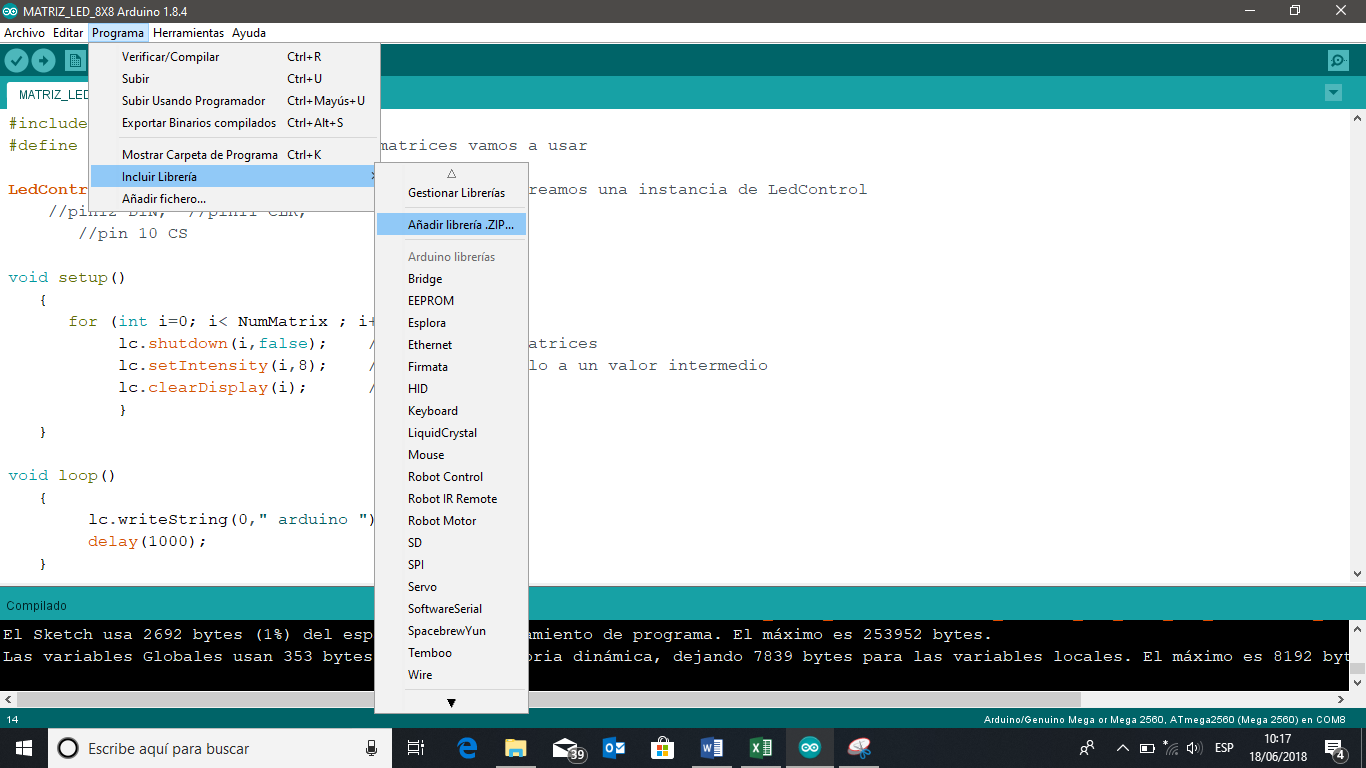 MATRIZ_LED_8X8 Arduino 1.8.4
Archivo Editar Programa Herramientas Ayuda
Verificar/Compilar Ctrl+R
Subir Ctrl+U
Subir Usando Programador Ctrl+Mayús+U
Exportar Binarios compilados Ctrl+Alt+S
Mostrar Carpeta de Programa Ctrl+K
Incluir Librería
Añadir fichero...
Gestionar Librerías
Añadir librería .ZIP...
Arduino librerías
Bridge
EEPROM
Esplora
Ethernet
Firmata
HID
Keyboard
LiquidCrystal
Mouse
Robot Control
Robot IR Remote
Robot Motor
SD
SPI
Servo
SoftwareSerial
SpacebrewYun
Temboo
Wire
MATRIZ_LED
#include
#define matrices vamos a usar
LedContr reamos una instancia de LedControl
//pin12 DIN, //pin11 CLK,
//pin 10 CS
void setup()
{
for (int i=0; i< NumMatrix ; i+
lc.shutdown(i,false); / atrices
lc.setIntensity(i,8); / lo a un valor intermedio
lc.clearDisplay(i); /
}
}
void loop()
{
lc.writeString(0," arduino ")
delay(1000);
}
Compilado
El Sketch usa 2692 bytes (1%) del esp amiento de programa. El máximo es 253952 bytes.
Las variables Globales usan 353 bytes oria dinámica, dejando 7839 bytes para las variables locales. El máximo es 8192 byt
14 Arduino/Genuino Mega or Mega 2560, ATmega2560 (Mega 2560) en COM8
Escribe aquí para buscar
39
ESP
10:17
18/06/2018
4